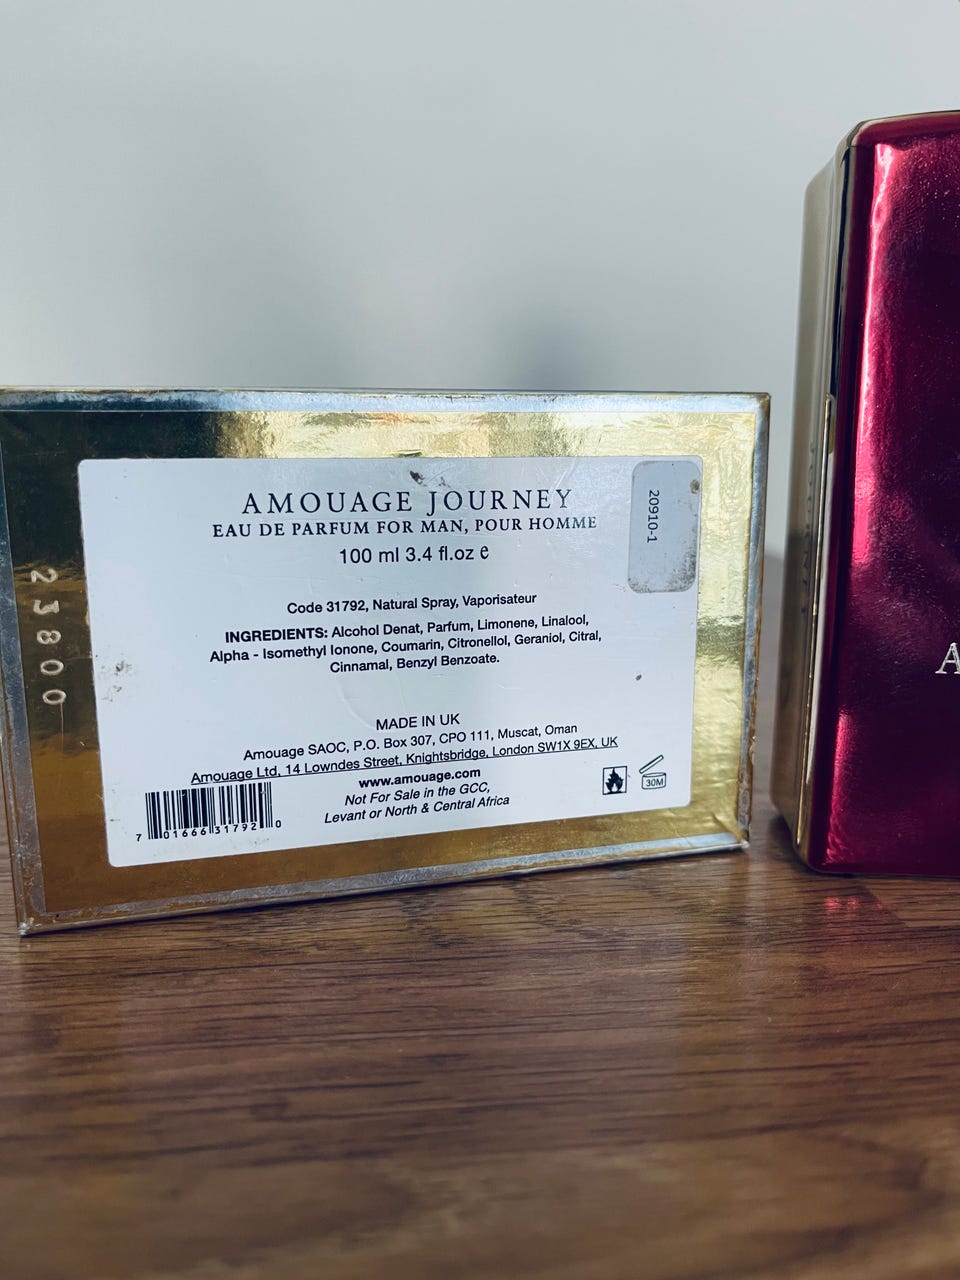 AMOUAGE JOURNEY
EAU DE PARFUM FOR MAN, POUR HOMME
100 ml 3.4 fl.oz e
20910-1
Code 31792, Natural Spray, Vaporisateur
INGREDIENTS: Alcohol Denat, Parfum, Limonene, Linalool,
Alpha - Isomethyl Ionone, Coumarin, Citronellol, Geraniol, Citral,
Cinnamal, Benzyl Benzoate.
MADE IN UK
Amouage SAOC, P.O. Box 307, CPO 111, Muscat, Oman
Amouage Ltd, 14 Lowndes Street, Knightsbridge, London SW1X 9EX, UK
www.amouage.com
Not For Sale in the GCC,
Levant or North & Central Africa
30M
7 01666 31792 0
23800
A